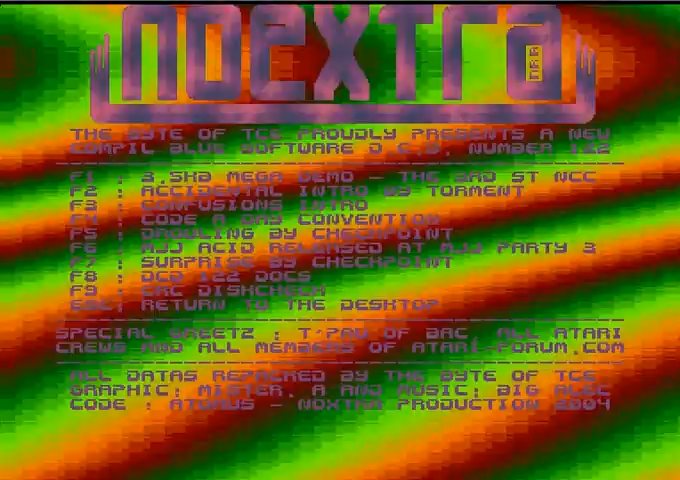 NOEXTRA
THE BYTE OF TCE PROUDLY PRESENTS A NEW
COMPIL BLUE SOFTWARE D C D, NUMBER 122
F1 : 3.5KB MEGA DEMO - THE 3RD ST NCC
F2 : ACCIDENTAL INTRO BY TORMENT
F3 : CONFUSIONS INTRO
F4 : CODE A DAY CONVENTION
F5 : DROOLING BY CHECKPOINT
F6 : MJJ ACID RELEASED AT MJJ PARTY 3
F7 : SURPRISE BY CHECKPOINT
F8 : DCD 122 DOCS
F9 : CRC DISKCHECK
ESC: RETURN TO THE DESKTOP
SPECIAL GREETZ : T-PAU OF BRC ALL ATARI
CREWS AND ALL MEMBERS OF ATARI-FORUM.COM
ALL DATAS REPACKED BY THE BYTE OF TCE
GRAPHIC: MISTER. A AND MUSIC: BIG ALEC
CODE : ATOMUS - NOXTRA PRODUCTION 2004